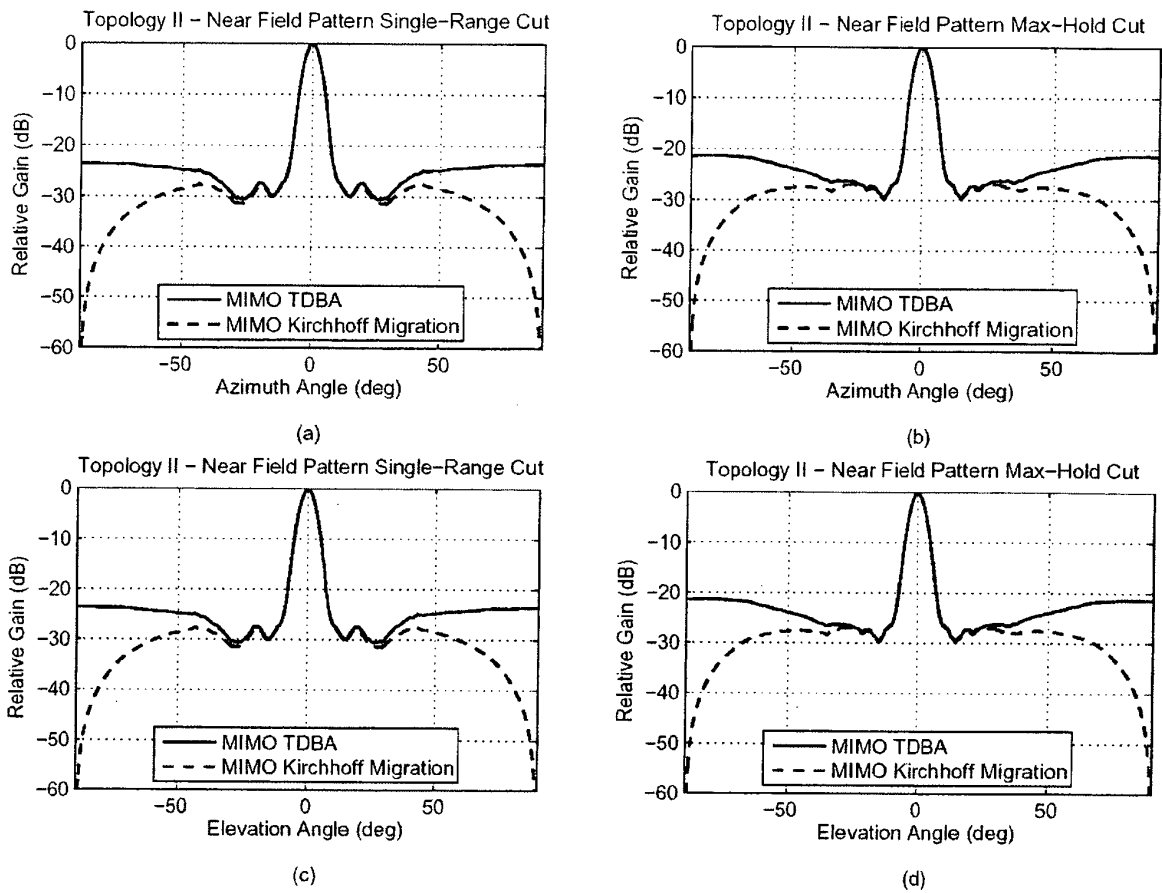 Topology II − Near Field Pattern Single−Range Cut
0
−10
−20
−30
−40
−50
−60
Relative Gain (dB)
MIMO TDBA
MIMO Kirchhoff Migration
−50
0
50
Azimuth Angle (deg)
(a)
Topology II − Near Field Pattern Max−Hold Cut
0
−10
−20
−30
−40
−50
−60
Relative Gain (dB)
MIMO TDBA
MIMO Kirchhoff Migration
−50
0
50
Azimuth Angle (deg)
(b)
Topology II − Near Field Pattern Single−Range Cut
0
−10
−20
−30
−40
−50
−60
Relative Gain (dB)
MIMO TDBA
MIMO Kirchhoff Migration
−50
0
50
Elevation Angle (deg)
(c)
Topology II − Near Field Pattern Max−Hold Cut
0
−10
−20
−30
−40
−50
−60
Relative Gain (dB)
MIMO TDBA
MIMO Kirchhoff Migration
−50
0
50
Elevation Angle (deg)
(d)